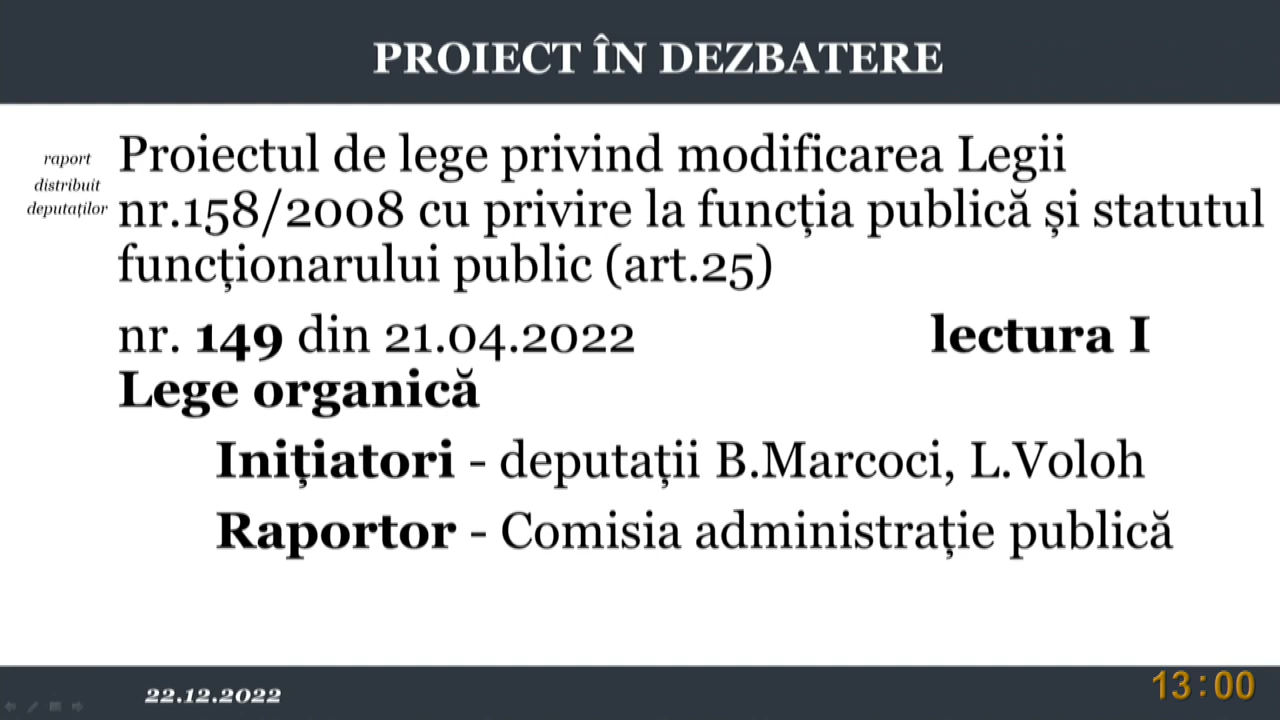 PROIECT ÎN DEZBATERE
raport
distribuit
deputaților
Proiectul de lege privind modificarea Legii
nr.158/2008 cu privire la funcția publică și statutul
funcționarului public (art.25)
nr. 149 din 21.04.2022 lectura I
Lege organică
Inițiatori - deputații B.Marcoci, L.Voloh
Raportor - Comisia administrație publică
22.12.2022
13:00